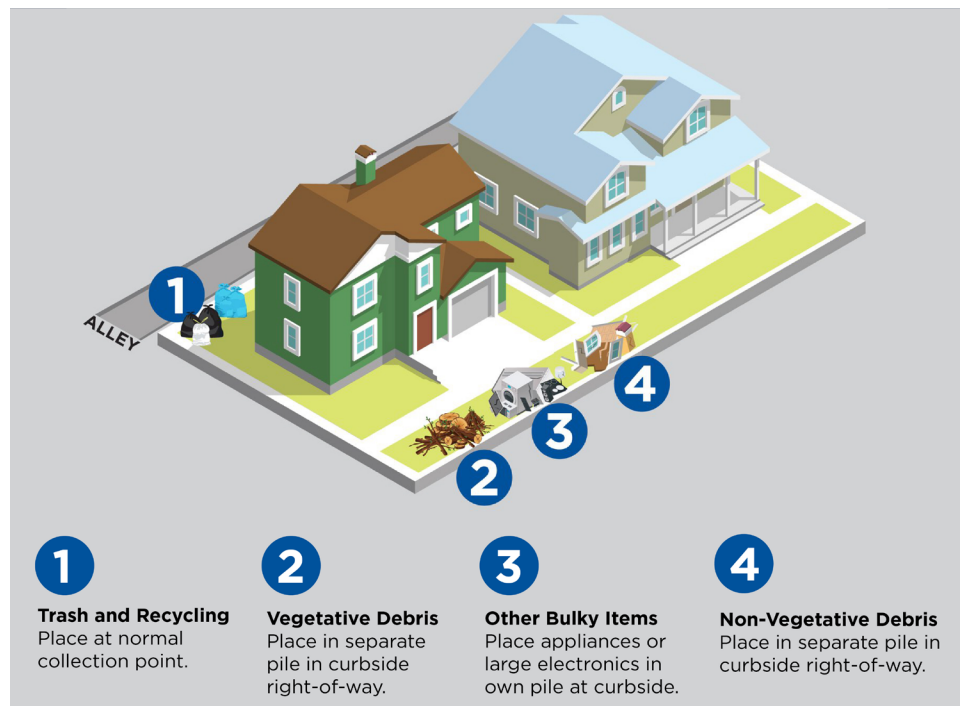 1
ALLEY
4
3
2
1
Trash and Recycling
Place at normal
collection point.
2
Vegetative Debris
Place in separate
pile in curbside
right-of-way.
3
Other Bulky Items
Place appliances or
large electronics in
own pile at curbside.
4
Non-Vegetative Debris
Place in separate pile in
curbside right-of-way.